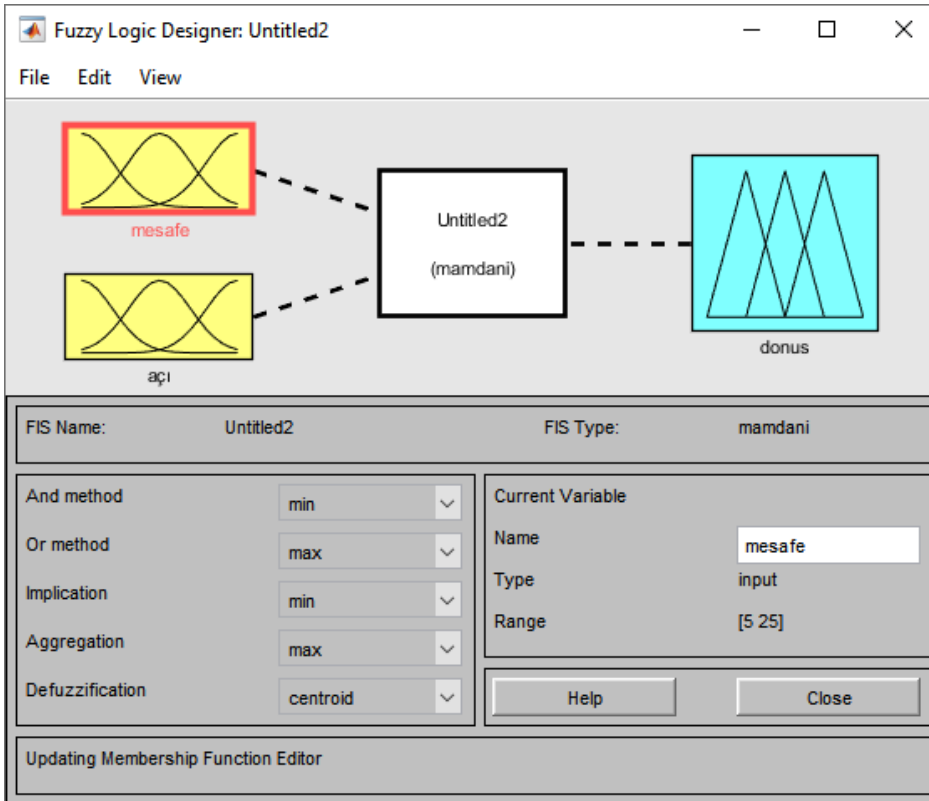 Fuzzy Logic Designer: Untitled2
File Edit View
mesafe
açı
Untitled2
(mamdani)
donus
FIS Name: Untitled2 FIS Type: mamdani
And method min
Or method max
Implication min
Aggregation max
Defuzzification centroid
Current Variable
Name mesafe
Type input
Range [5 25]
Help Close
Updating Membership Function Editor